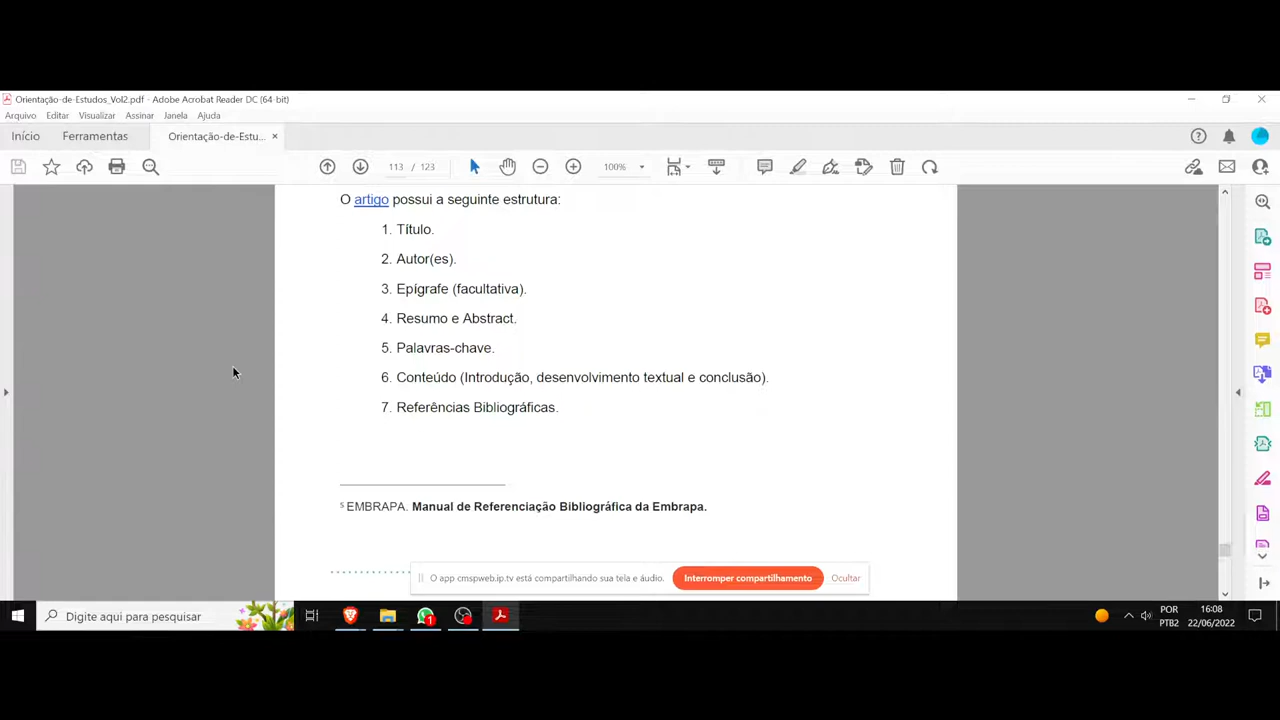 Orientação-de-Estudos_Vol2.pdf - Adobe Acrobat Reader DC (64-bit)
Arquivo Editar Visualizar Assinar Janela Ajuda
Início Ferramentas Orientação-de-Estu... ×
113 / 123 100%
O artigo possui a seguinte estrutura:
1. Título.
2. Autor(es).
3. Epígrafe (facultativa).
4. Resumo e Abstract.
5. Palavras-chave.
6. Conteúdo (Introdução, desenvolvimento textual e conclusão).
7. Referências Bibliográficas.
5 EMBRAPA. Manual de Referenciação Bibliográfica da Embrapa.
O app cmspweb.ip.tv está compartilhando sua tela e áudio. Interromper compartilhamento Ocultar
Digite aqui para pesquisar 1 POR 16:08
PTB2 22/06/2022